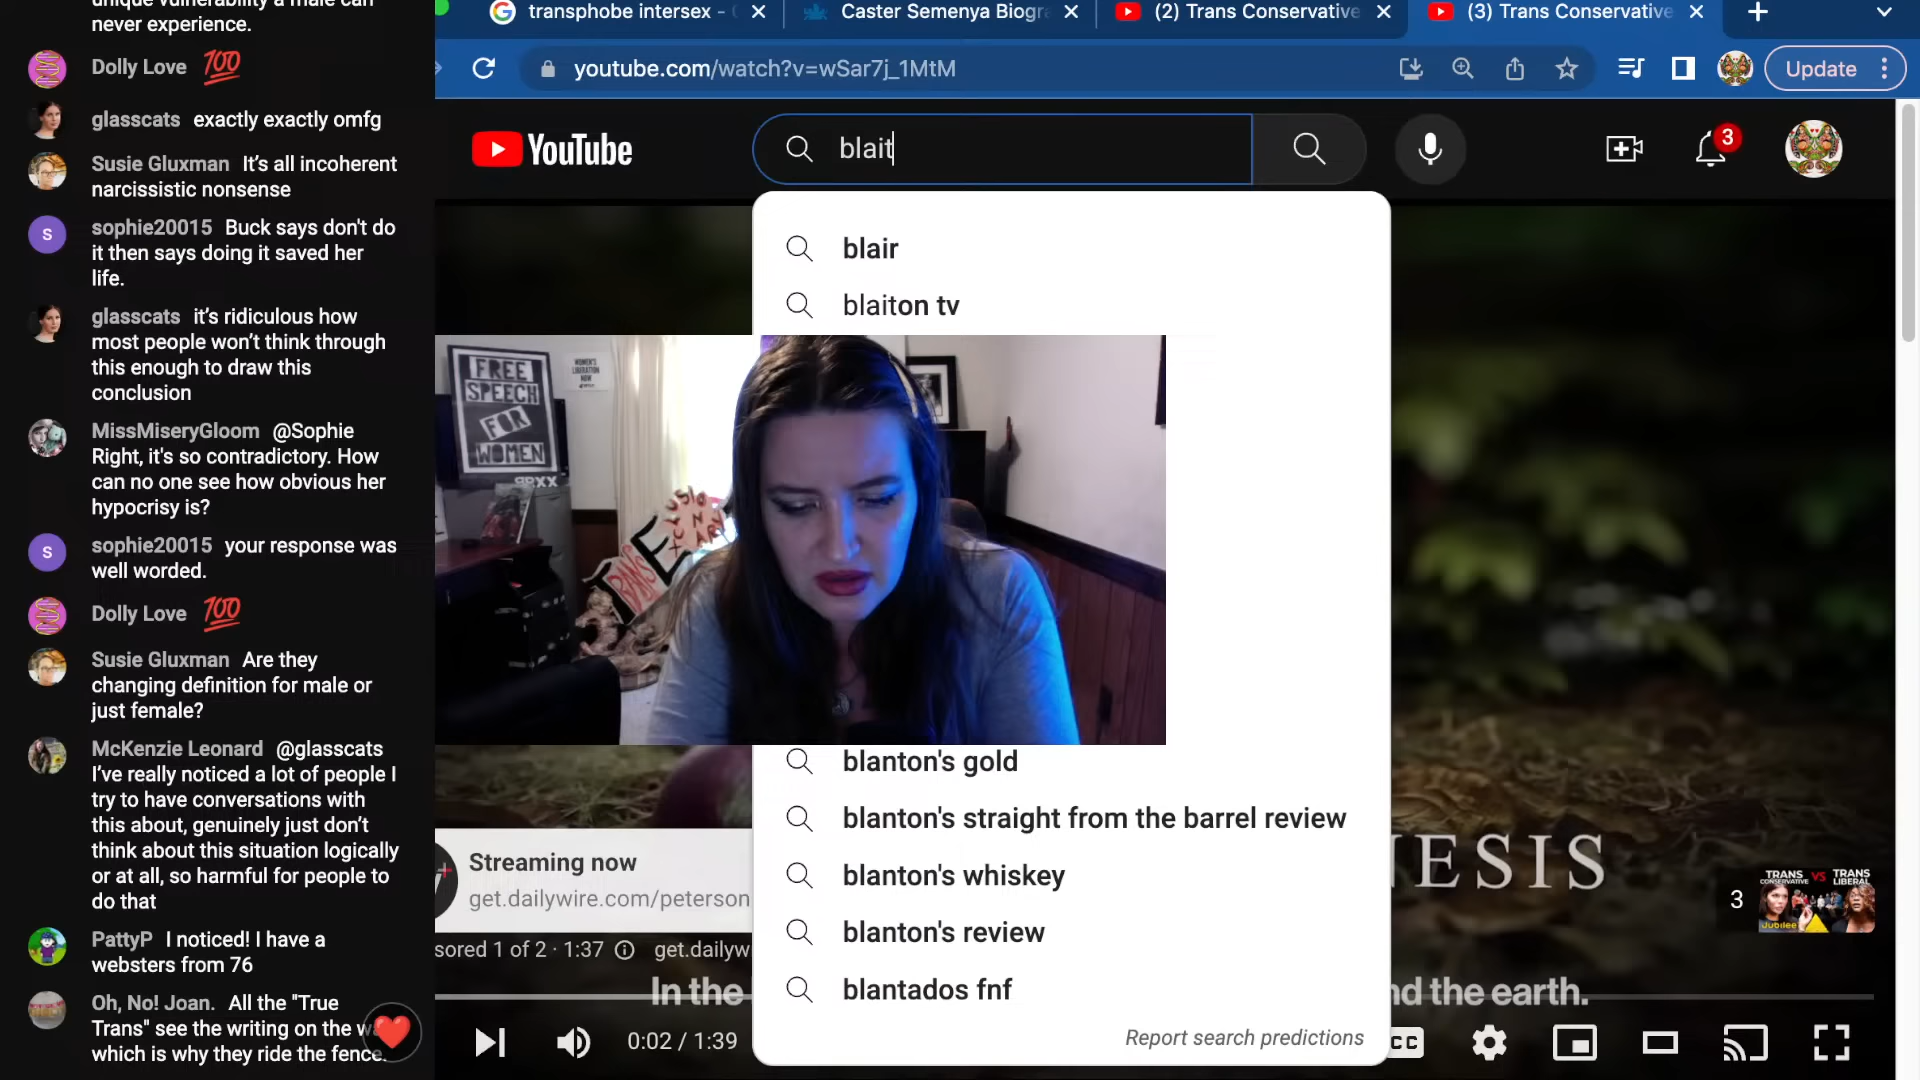 unique vulnerability a male can
never experience.
Dolly Love 💯
glasscats exactly exactly omfg
Susie Gluxman It’s all incoherent
narcissistic nonsense
S
sophie20015 Buck says don't do
it then says doing it saved her
life.
glasscats it’s ridiculous how
most people won’t think through
this enough to draw this
conclusion
MissMiseryGloom @Sophie
Right, it's so contradictory. How
can no one see how obvious her
hypocrisy is?
S
sophie20015 your response was
well worded.
Dolly Love 💯
Susie Gluxman Are they
changing definition for male or
just female?
McKenzie Leonard @glasscats
I’ve really noticed a lot of people I
try to have conversations with
this about, genuinely just don’t
think about this situation logically
or at all, so harmful for people to
do that
PattyP I noticed! I have a
websters from 76
Oh, No! Joan. All the "True
Trans" see the writing on the w
which is why they ride the fence.
transphobe intersex -
Caster Semenya Biogr
(2) Trans Conservative
(3) Trans Conservative
youtube.com/watch?v=wSar7j_1MtM
Update
YouTube
blait
3
blair
blaiton tv
FREE
SPEECH
FOR
WOMEN
WOMEN'S
LIBERATION
NOW
TRANS
blanton's gold
blanton's straight from the barrel review
blanton's whiskey
blanton's review
blantados fnf
Report search predictions
Streaming now
get.dailywire.com/peterson
sored 1 of 2 · 1:37
get.dailyw
NESIS
3
TRANS
CONSERVATIVE
VS
TRANS
LIBERAL
Jubilee
In the
nd the earth.
0:02 / 1:39
CC